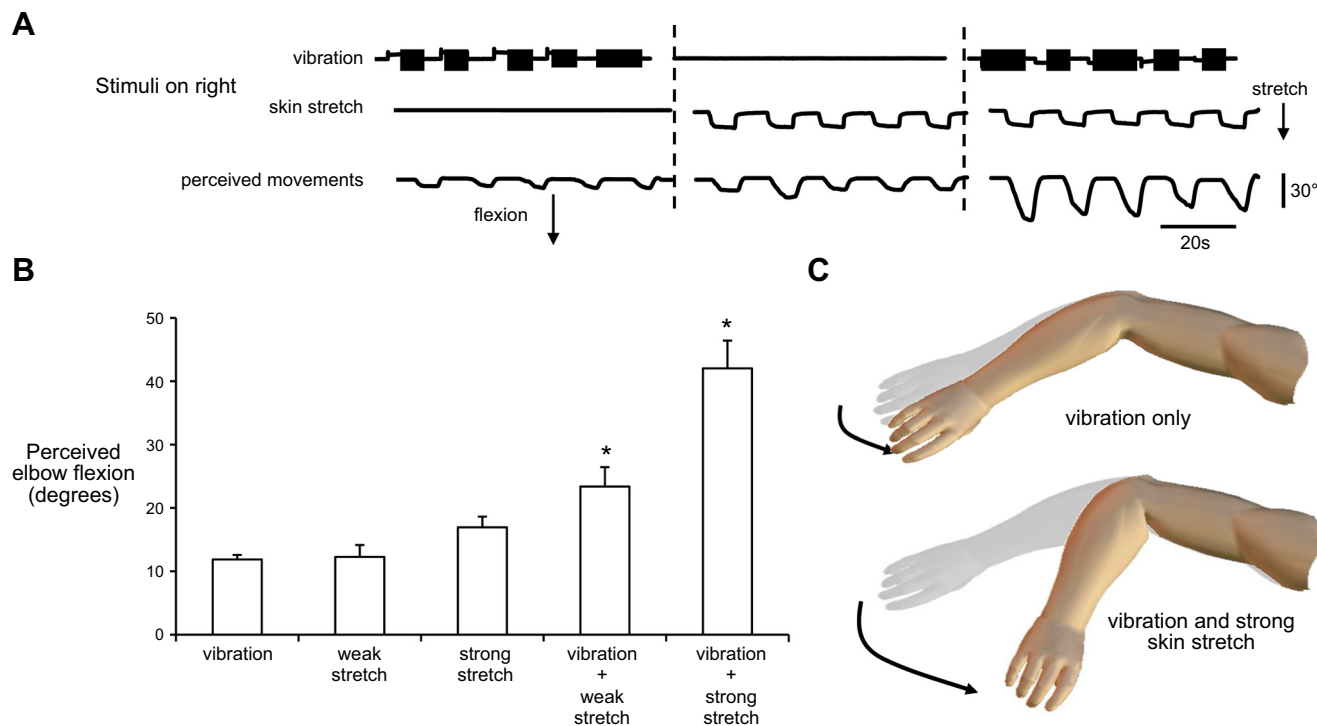 A
vibration
Stimuli on right
skin stretch
stretch
perceived movements
30°
flexion
20s
B
50
40
30
20
10
0
Perceived
elbow flexion
(degrees)
*
*
vibration
weak
stretch
strong
stretch
vibration
+
weak
stretch
vibration
+
strong
stretch
C
vibration only
vibration and strong
skin stretch